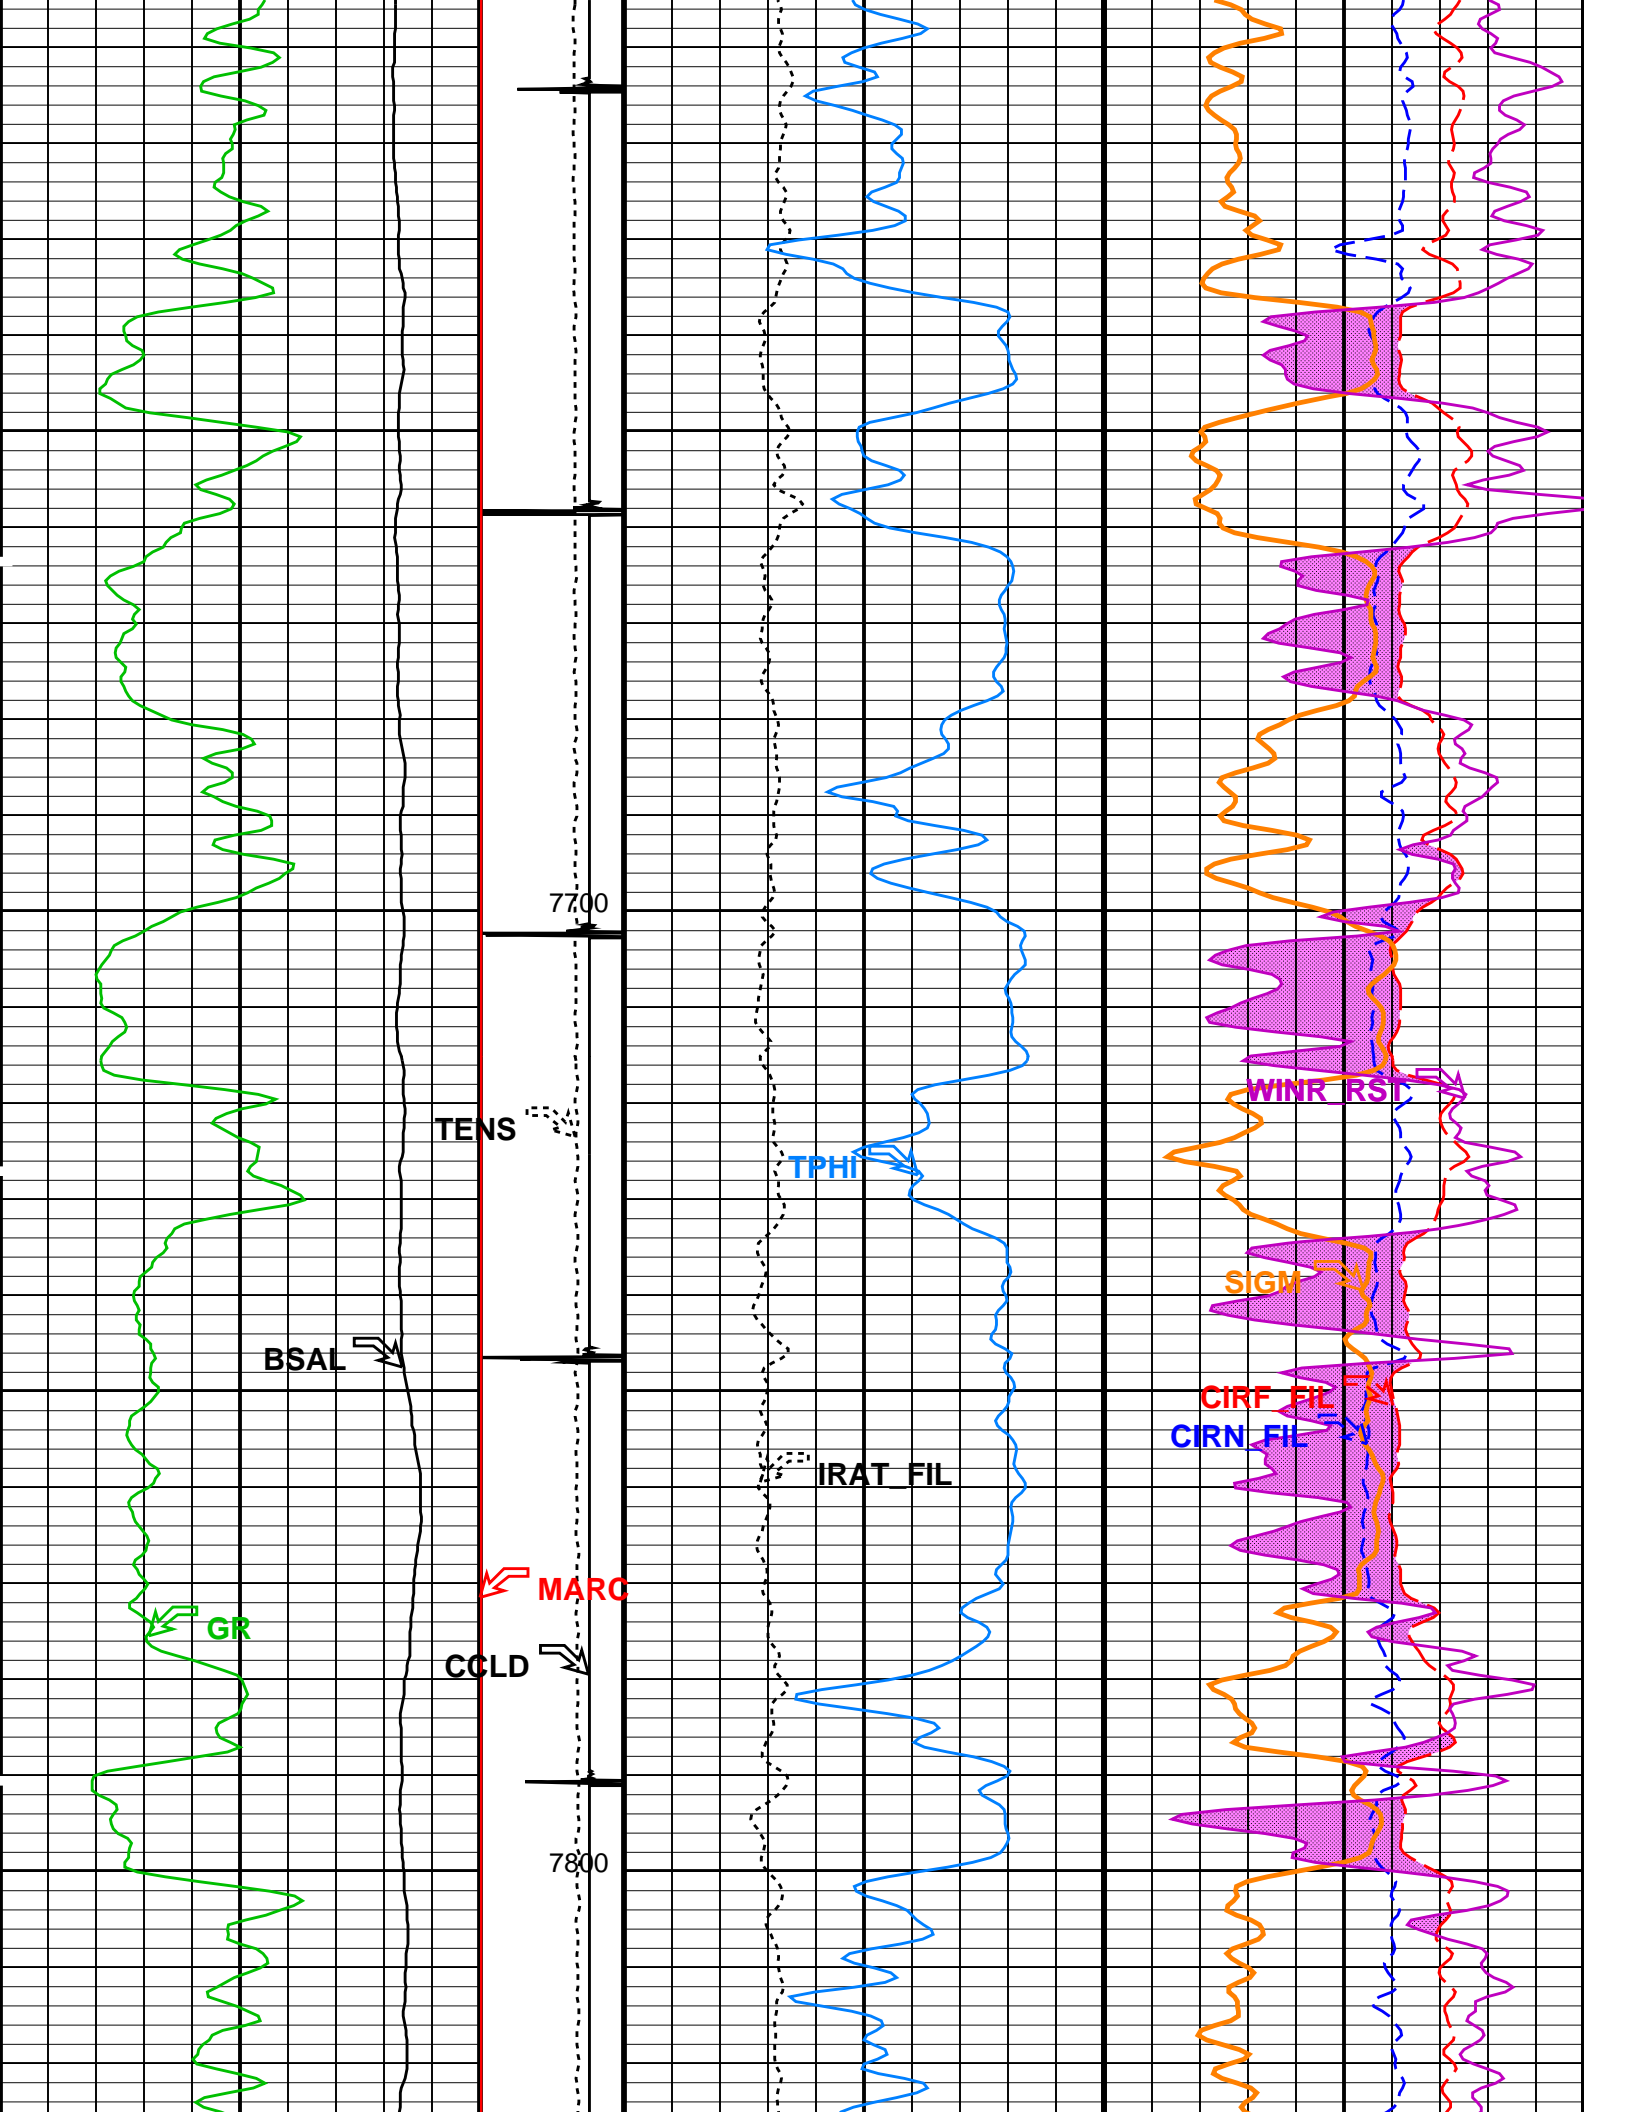 7700
WINR_RST
TENS
TPHI
SIGM
BSAL
CIRF_FIL
CIRN_FIL
IRAT_FIL
MARC
GR
CCLD
7800